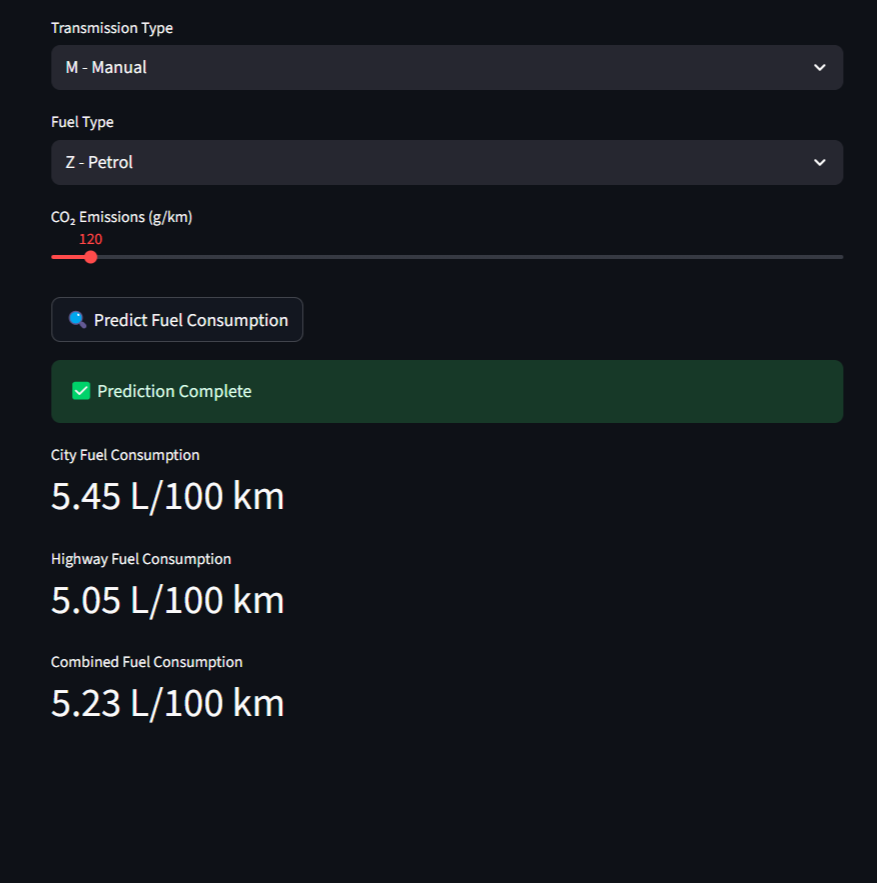 Transmission Type
M - Manual
Fuel Type
Z - Petrol
CO₂ Emissions (g/km)
120
🔍 Predict Fuel Consumption
✅ Prediction Complete
City Fuel Consumption
5.45 L/100 km
Highway Fuel Consumption
5.05 L/100 km
Combined Fuel Consumption
5.23 L/100 km